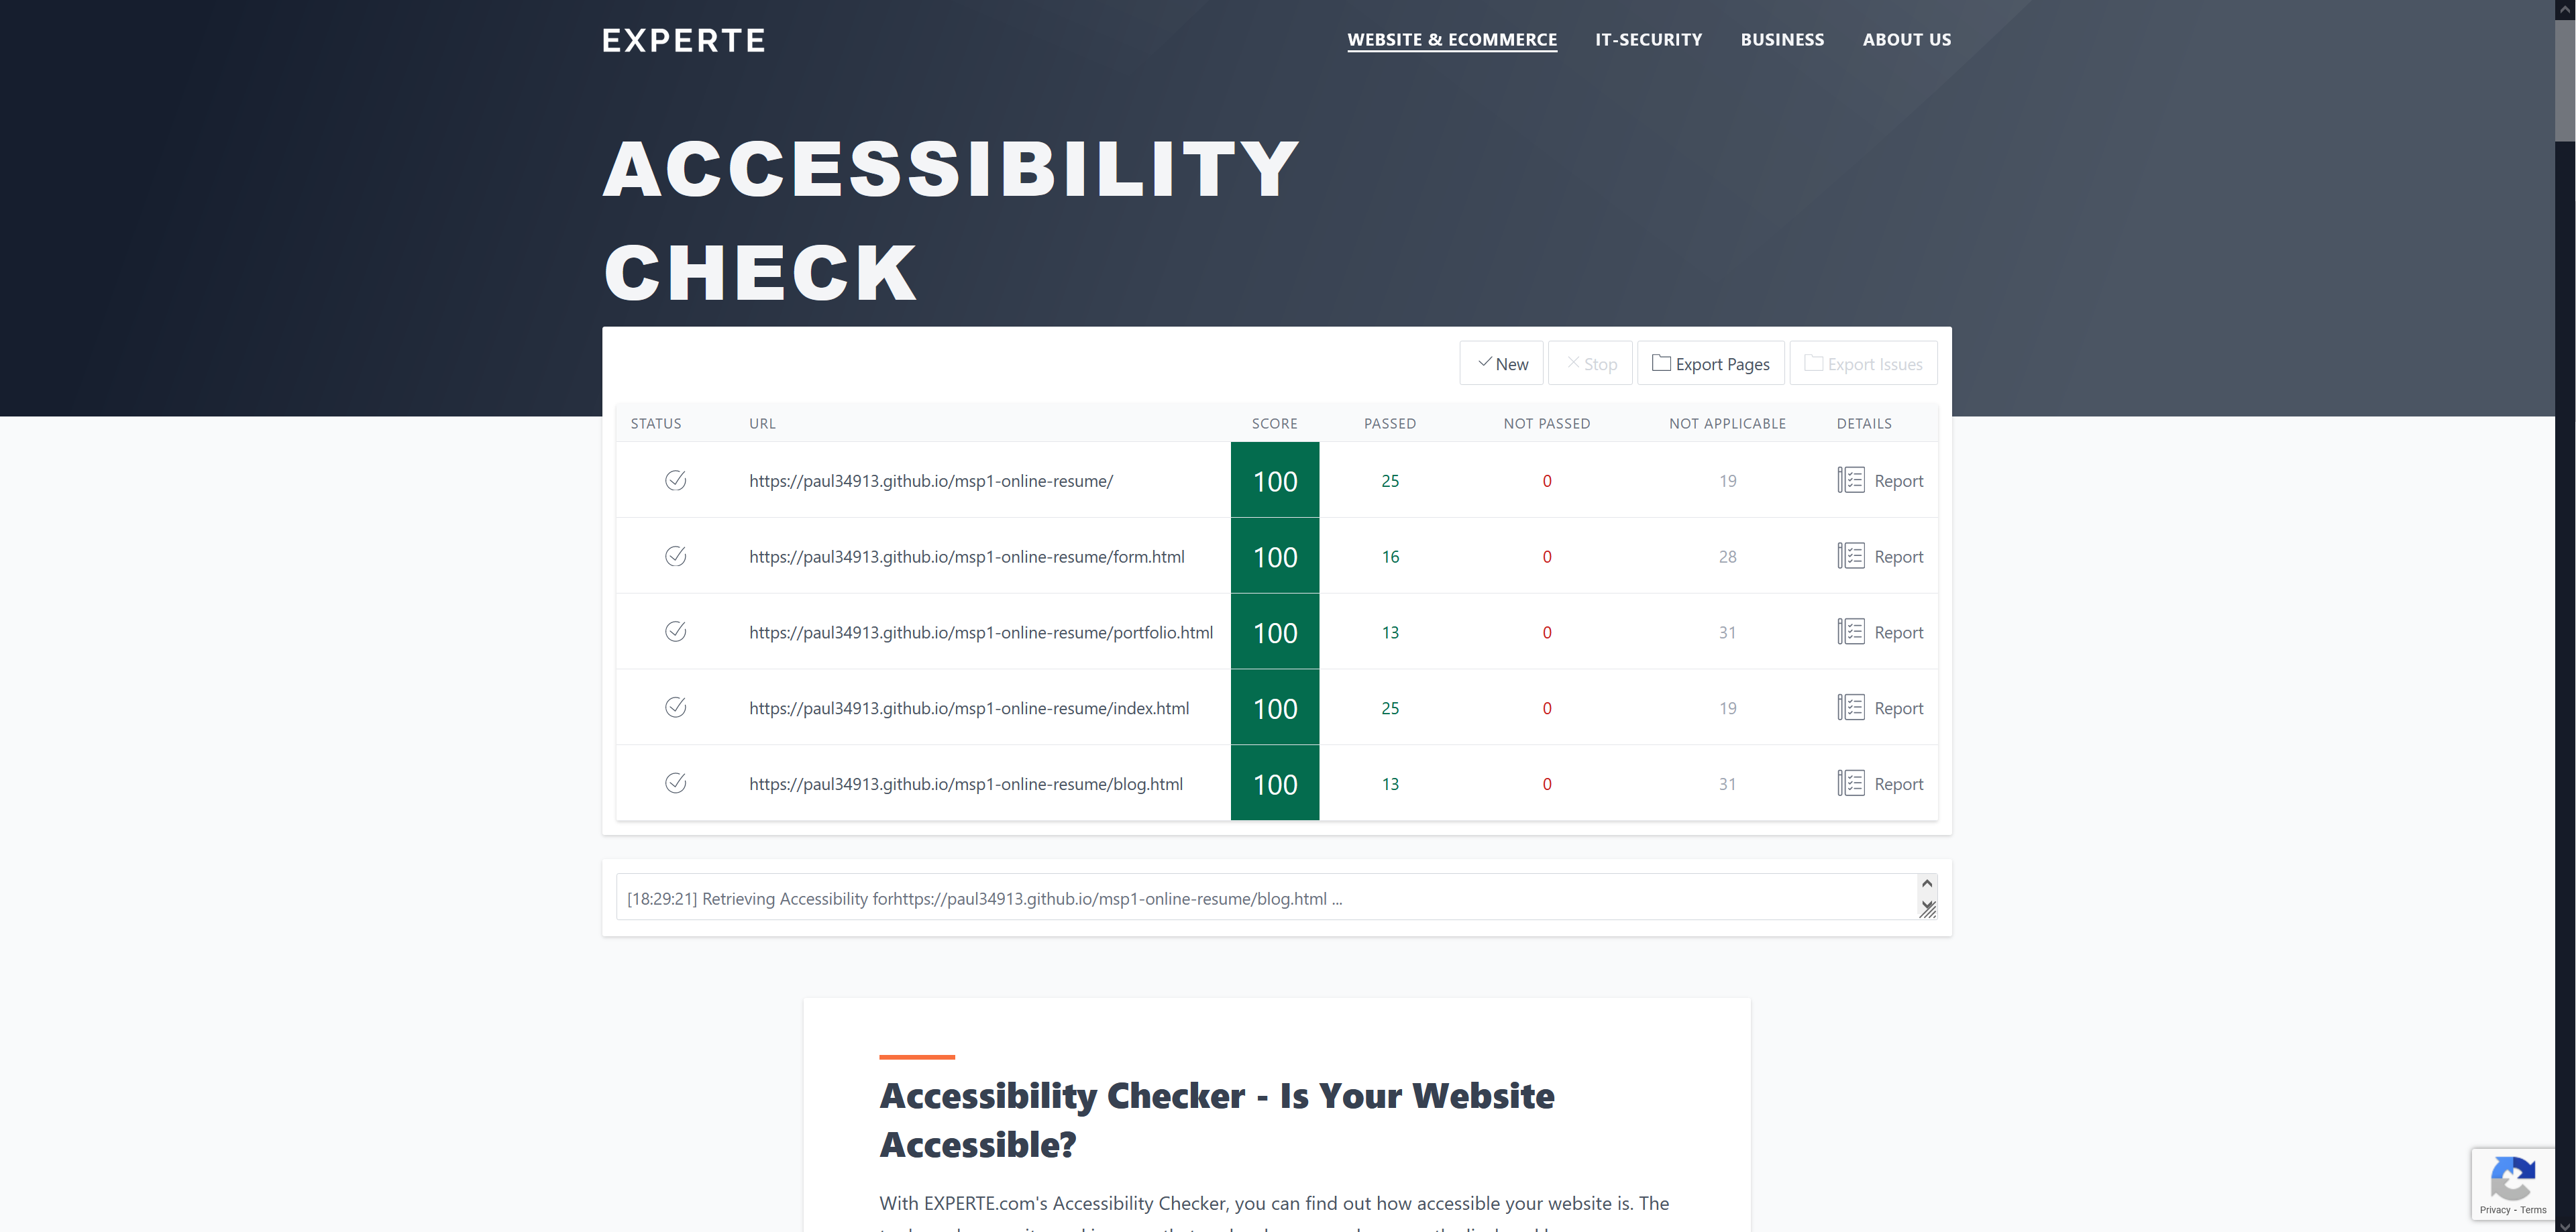 EXPERTE
WEBSITE & ECOMMERCE IT-SECURITY BUSINESS ABOUT US
ACCESSIBILITY
CHECK
New Stop Export Pages Export Issues
STATUS URL SCORE PASSED NOT PASSED NOT APPLICABLE DETAILS
https://paul34913.github.io/msp1-online-resume/ 100 25 0 19 Report
https://paul34913.github.io/msp1-online-resume/form.html 100 16 0 28 Report
https://paul34913.github.io/msp1-online-resume/portfolio.html 100 13 0 31 Report
https://paul34913.github.io/msp1-online-resume/index.html 100 25 0 19 Report
https://paul34913.github.io/msp1-online-resume/blog.html 100 13 0 31 Report
[18:29:21] Retrieving Accessibility forhttps://paul34913.github.io/msp1-online-resume/blog.html ...
Accessibility Checker - Is Your Website
Accessible?
With EXPERTE.com's Accessibility Checker, you can find out how accessible your website is. The
Privacy - Terms